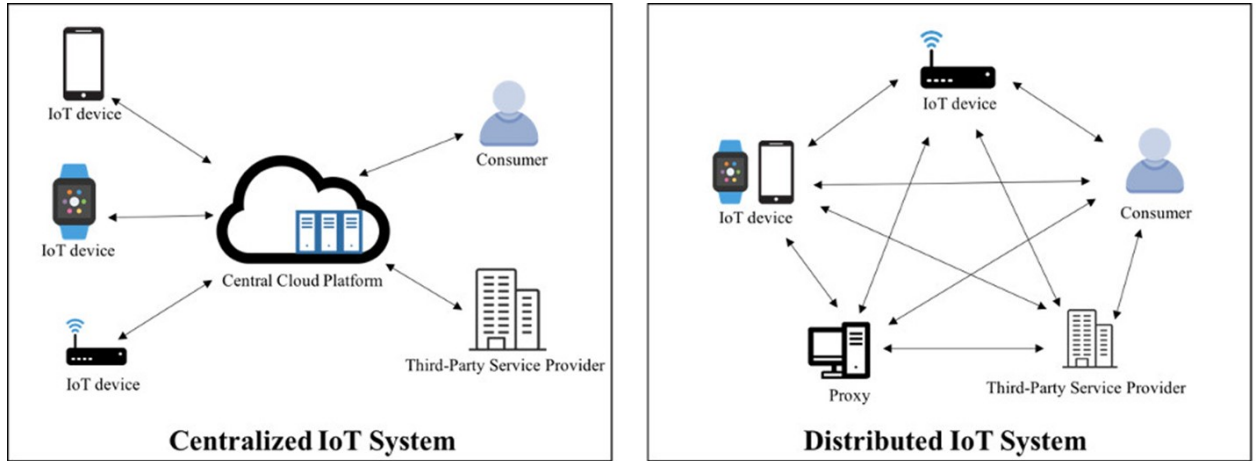 IoT device
Consumer
IoT device
Central Cloud Platform
Third-Party Service Provider
IoT device
Centralized IoT System
IoT device
IoT device
Consumer
Proxy
Third-Party Service Provider
Distributed IoT System